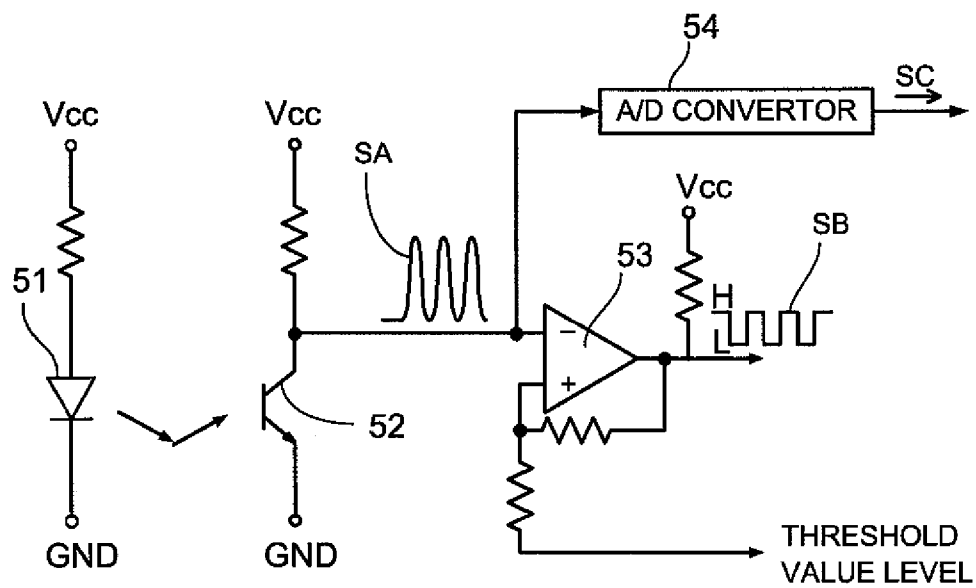 54
SC
A/D CONVERTOR
Vcc
Vcc
SA
Vcc
SB
51
53
H
L
−
+
52
GND
GND
THRESHOLD
VALUE LEVEL